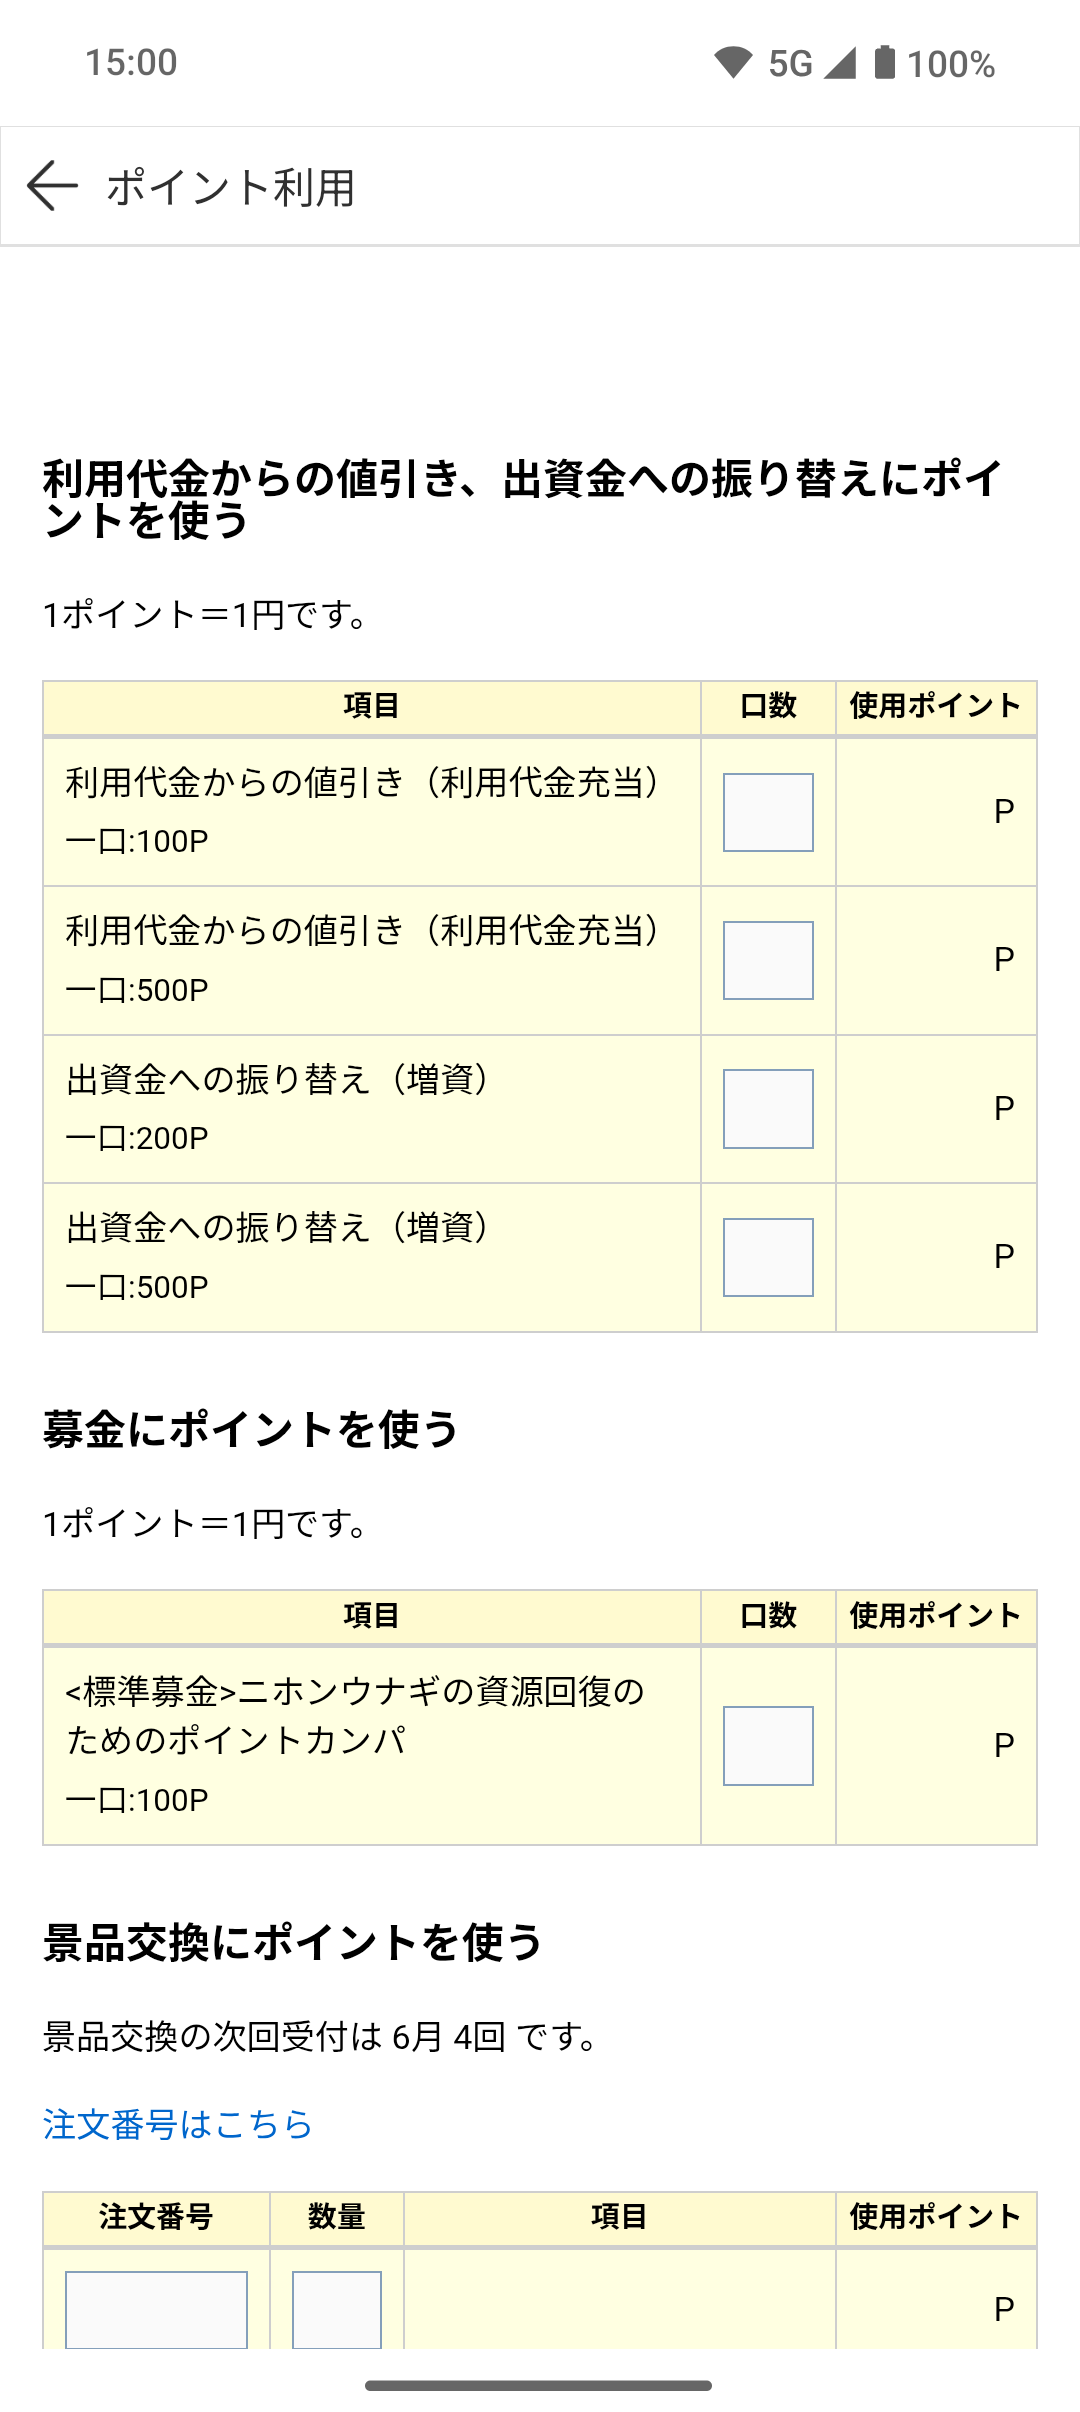 15:00
5G 100%
ポイント利用
利用代金からの値引き、出資金への振り替えにポイ
ントを使う
1ポイント＝1円です。
項目 口数 使用ポイント
利用代金からの値引き（利用代金充当）
一口:100P
P
利用代金からの値引き（利用代金充当）
一口:500P
P
出資金への振り替え（増資）
一口:200P
P
出資金への振り替え（増資）
一口:500P
P
募金にポイントを使う
1ポイント＝1円です。
項目 口数 使用ポイント
<標準募金>ニホンウナギの資源回復の
ためのポイントカンパ
一口:100P
P
景品交換にポイントを使う
景品交換の次回受付は 6月 4回 です。
注文番号はこちら
注文番号 数量 項目 使用ポイント
P